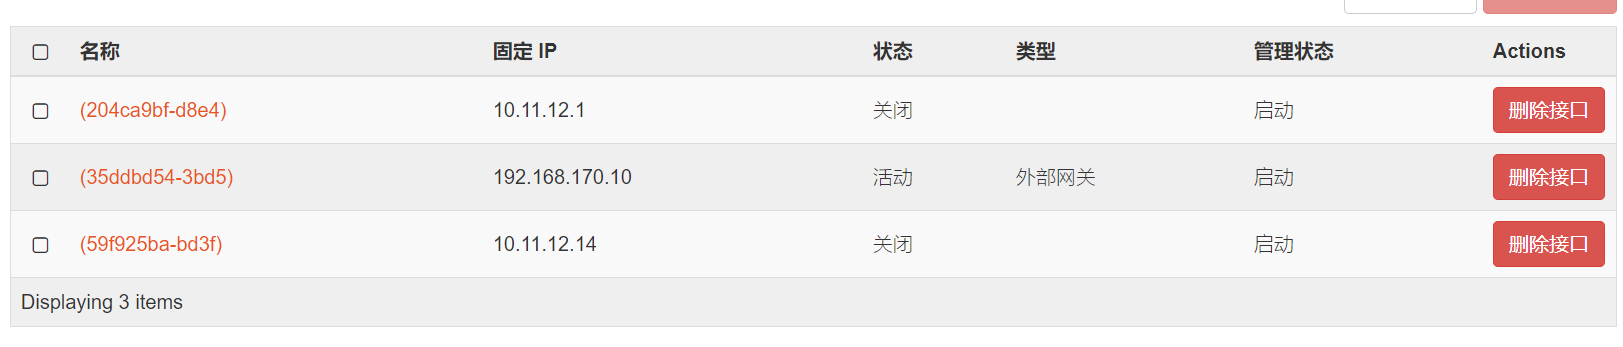 名称 固定 IP 状态 类型 管理状态 Actions
(204ca9bf-d8e4) 10.11.12.1 关闭 启动 删除接口
(35ddbd54-3bd5) 192.168.170.10 活动 外部网关 启动 删除接口
(59f925ba-bd3f) 10.11.12.14 关闭 启动 删除接口
Displaying 3 items